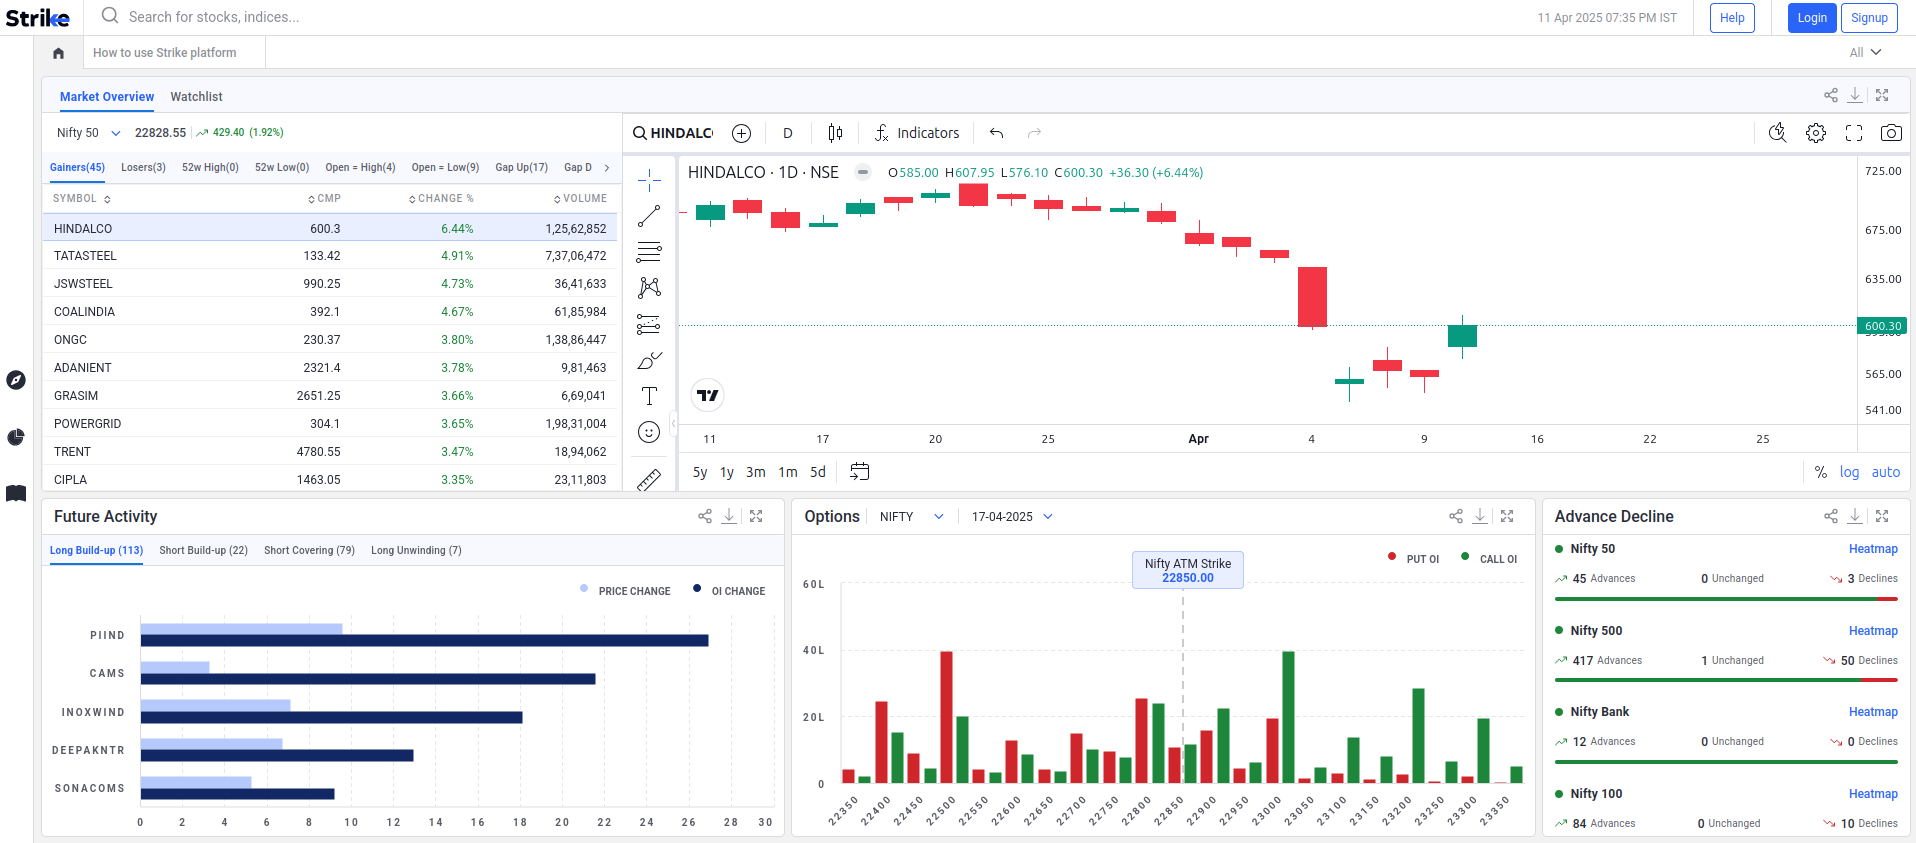 Strike Search for stocks, indices... 11 Apr 2025 07:35 PM IST Help Login Signup
How to use Strike platform All
Market Overview Watchlist
Nifty 50 22828.55 429.40 (1.92%)
Gainers(45) Losers(3) 52w High(0) 52w Low(0) Open = High(4) Open = Low(9) Gap Up(17) Gap D
SYMBOL CMP CHANGE % VOLUME
HINDALCO 600.3 6.44% 1,25,62,852
TATASTEEL 133.42 4.91% 7,37,06,472
JSWSTEEL 990.25 4.73% 36,41,633
COALINDIA 392.1 4.67% 61,85,984
ONGC 230.37 3.80% 1,38,86,447
ADANIENT 2321.4 3.78% 9,81,463
GRASIM 2651.25 3.66% 6,69,041
POWERGRID 304.1 3.65% 1,98,31,004
TRENT 4780.55 3.47% 18,94,062
CIPLA 1463.05 3.35% 23,11,803
HINDALC D Indicators
HINDALCO · 1D · NSE O585.00 H607.95 L576.10 C600.30 +36.30 (+6.44%)
725.00
675.00
635.00
600.30
565.00
541.00
11 17 20 25 Apr 4 9 16 22 25
5y 1y 3m 1m 5d % log auto
Future Activity
Long Build-up (113) Short Build-up (22) Short Covering (79) Long Unwinding (7)
PRICE CHANGE OI CHANGE
PIIND
CAMS
INOXWIND
DEEPAKNTR
SONACOMS
0 2 4 6 8 10 12 14 16 18 20 22 24 26 28 30
Options NIFTY 17-04-2025
Nifty ATM Strike
22850.00
PUT OI CALL OI
60L
40L
20L
0
22350 22400 22450 22500 22550 22600 22650 22700 22750 22800 22850 22900 22950 23000 23050 23100 23150 23200 23250 23300 23350
Advance Decline
Nifty 50 Heatmap
45 Advances 0 Unchanged 3 Declines
Nifty 500 Heatmap
417 Advances 1 Unchanged 50 Declines
Nifty Bank Heatmap
12 Advances 0 Unchanged 0 Declines
Nifty 100 Heatmap
84 Advances 0 Unchanged 10 Declines